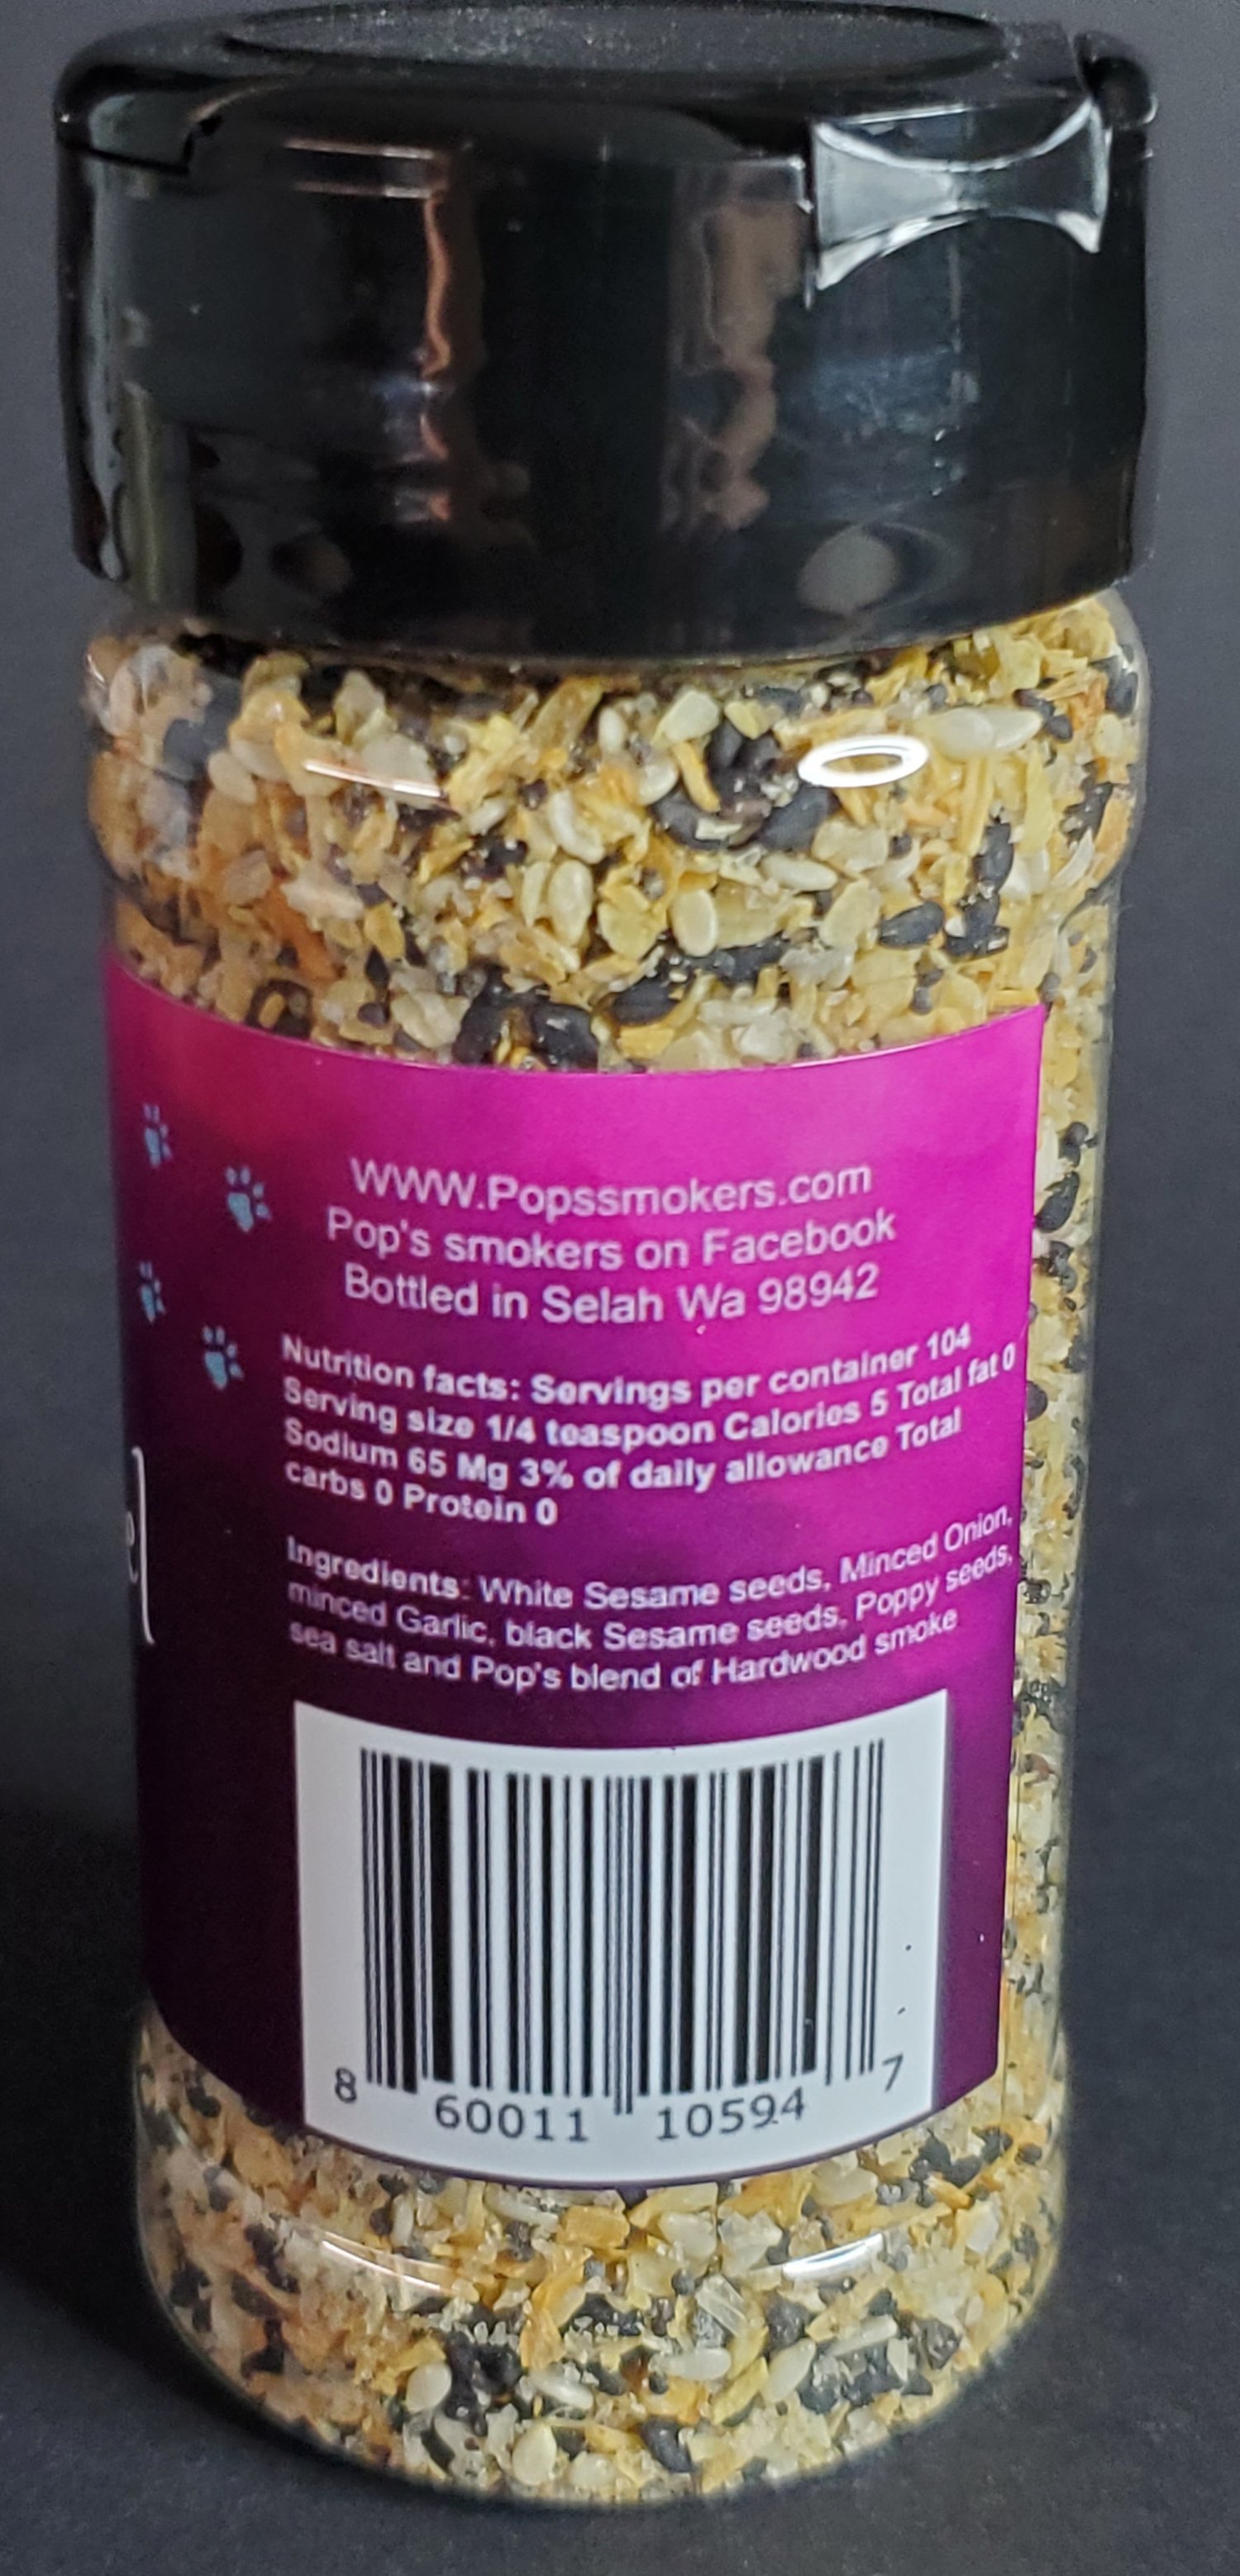 WWW.Popssmokers.com
Pop's smokers on Facebook
Bottled in Selah Wa 98942
Nutrition facts: Servings per container 104
Serving size 1/4 teaspoon Calories 5 Total fat 0
Sodium 65 Mg 3% of daily allowance Total
carbs 0 Protein 0
Ingredients: White Sesame seeds, Minced Onion,
minced Garlic, black Sesame seeds, Poppy seeds,
sea salt and Pop's blend of Hardwood smoke
8 60011 10594 7